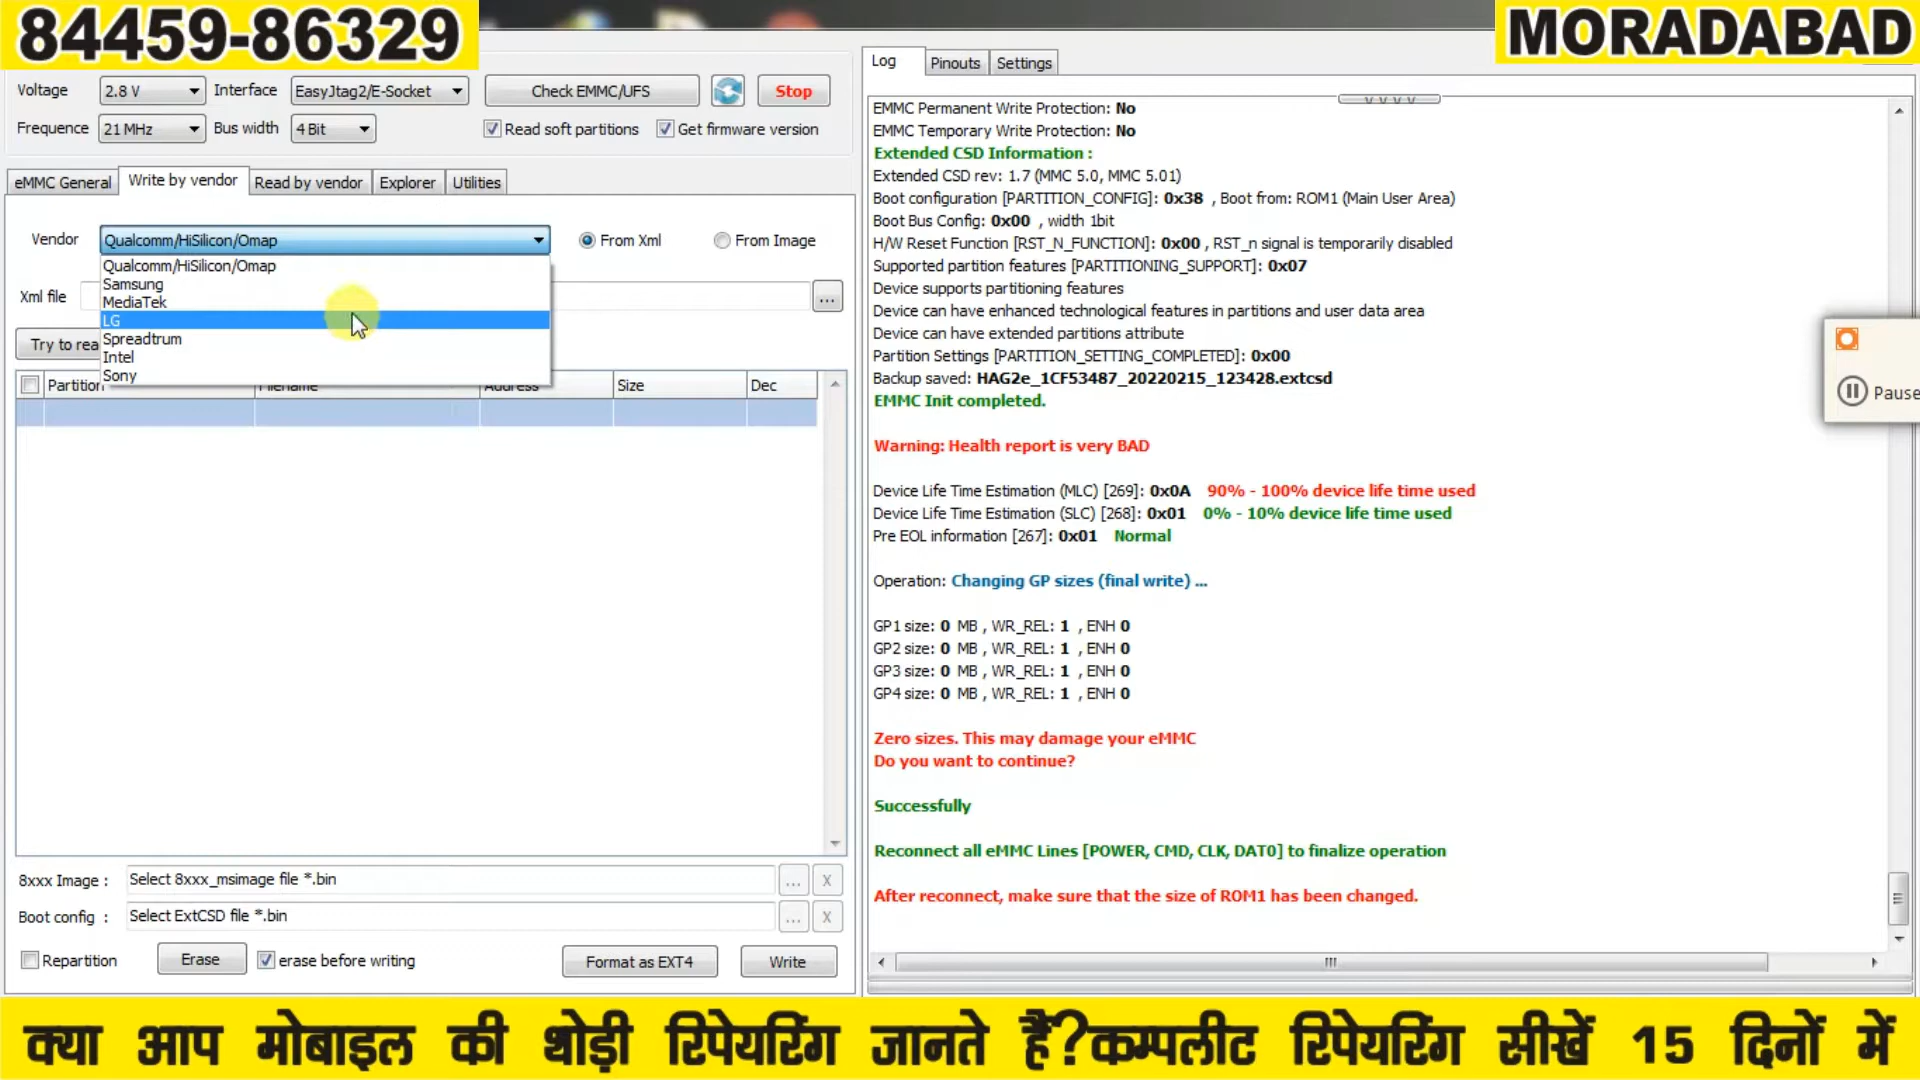 84459-86329
MORADABAD
Voltage
2.8 V
Interface
EasyJtag2/E-Socket
Check EMMC/UFS
Stop
Frequence
21 MHz
Bus width
4 Bit
Read soft partitions
Get firmware version
eMMC General
Write by vendor
Read by vendor
Explorer
Utilities
Vendor
Qualcomm/HiSilicon/Omap
From Xml
From Image
Qualcomm/HiSilicon/Omap
Samsung
MediaTek
LG
Spreadtrum
Intel
Sony
Xml file
...
Try to rea
Partition
Filename
Address
Size
Dec
8xxx Image :
Select 8xxx_msimage file *.bin
...
X
Boot config :
Select ExtCSD file *.bin
...
X
Repartition
Erase
erase before writing
Format as EXT4
Write
Log
Pinouts
Settings
EMMC Permanent Write Protection: No
EMMC Temporary Write Protection: No
Extended CSD Information :
Extended CSD rev: 1.7 (MMC 5.0, MMC 5.01)
Boot configuration [PARTITION_CONFIG]: 0x38 , Boot from: ROM1 (Main User Area)
Boot Bus Config: 0x00 , width 1bit
H/W Reset Function [RST_N_FUNCTION]: 0x00 , RST_n signal is temporarily disabled
Supported partition features [PARTITIONING_SUPPORT]: 0x07
Device supports partitioning features
Device can have enhanced technological features in partitions and user data area
Device can have extended partitions attribute
Partition Settings [PARTITION_SETTING_COMPLETED]: 0x00
Backup saved: HAG2e_1CF53487_20220215_123428.extcsd
EMMC Init completed.
Warning: Health report is very BAD
Device Life Time Estimation (MLC) [269]: 0x0A 90% - 100% device life time used
Device Life Time Estimation (SLC) [268]: 0x01 0% - 10% device life time used
Pre EOL information [267]: 0x01 Normal
Operation: Changing GP sizes (final write) ...
GP1 size: 0 MB , WR_REL: 1 , ENH 0
GP2 size: 0 MB , WR_REL: 1 , ENH 0
GP3 size: 0 MB , WR_REL: 1 , ENH 0
GP4 size: 0 MB , WR_REL: 1 , ENH 0
Zero sizes. This may damage your eMMC
Do you want to continue?
Successfully
Reconnect all eMMC Lines [POWER, CMD, CLK, DAT0] to finalize operation
After reconnect, make sure that the size of ROM1 has been changed.
Pause
क्या आप मोबाइल की थोड़ी रिपेयरिंग जानते हैं?कम्पलीट रिपेयरिंग सीखें 15 दिनों में